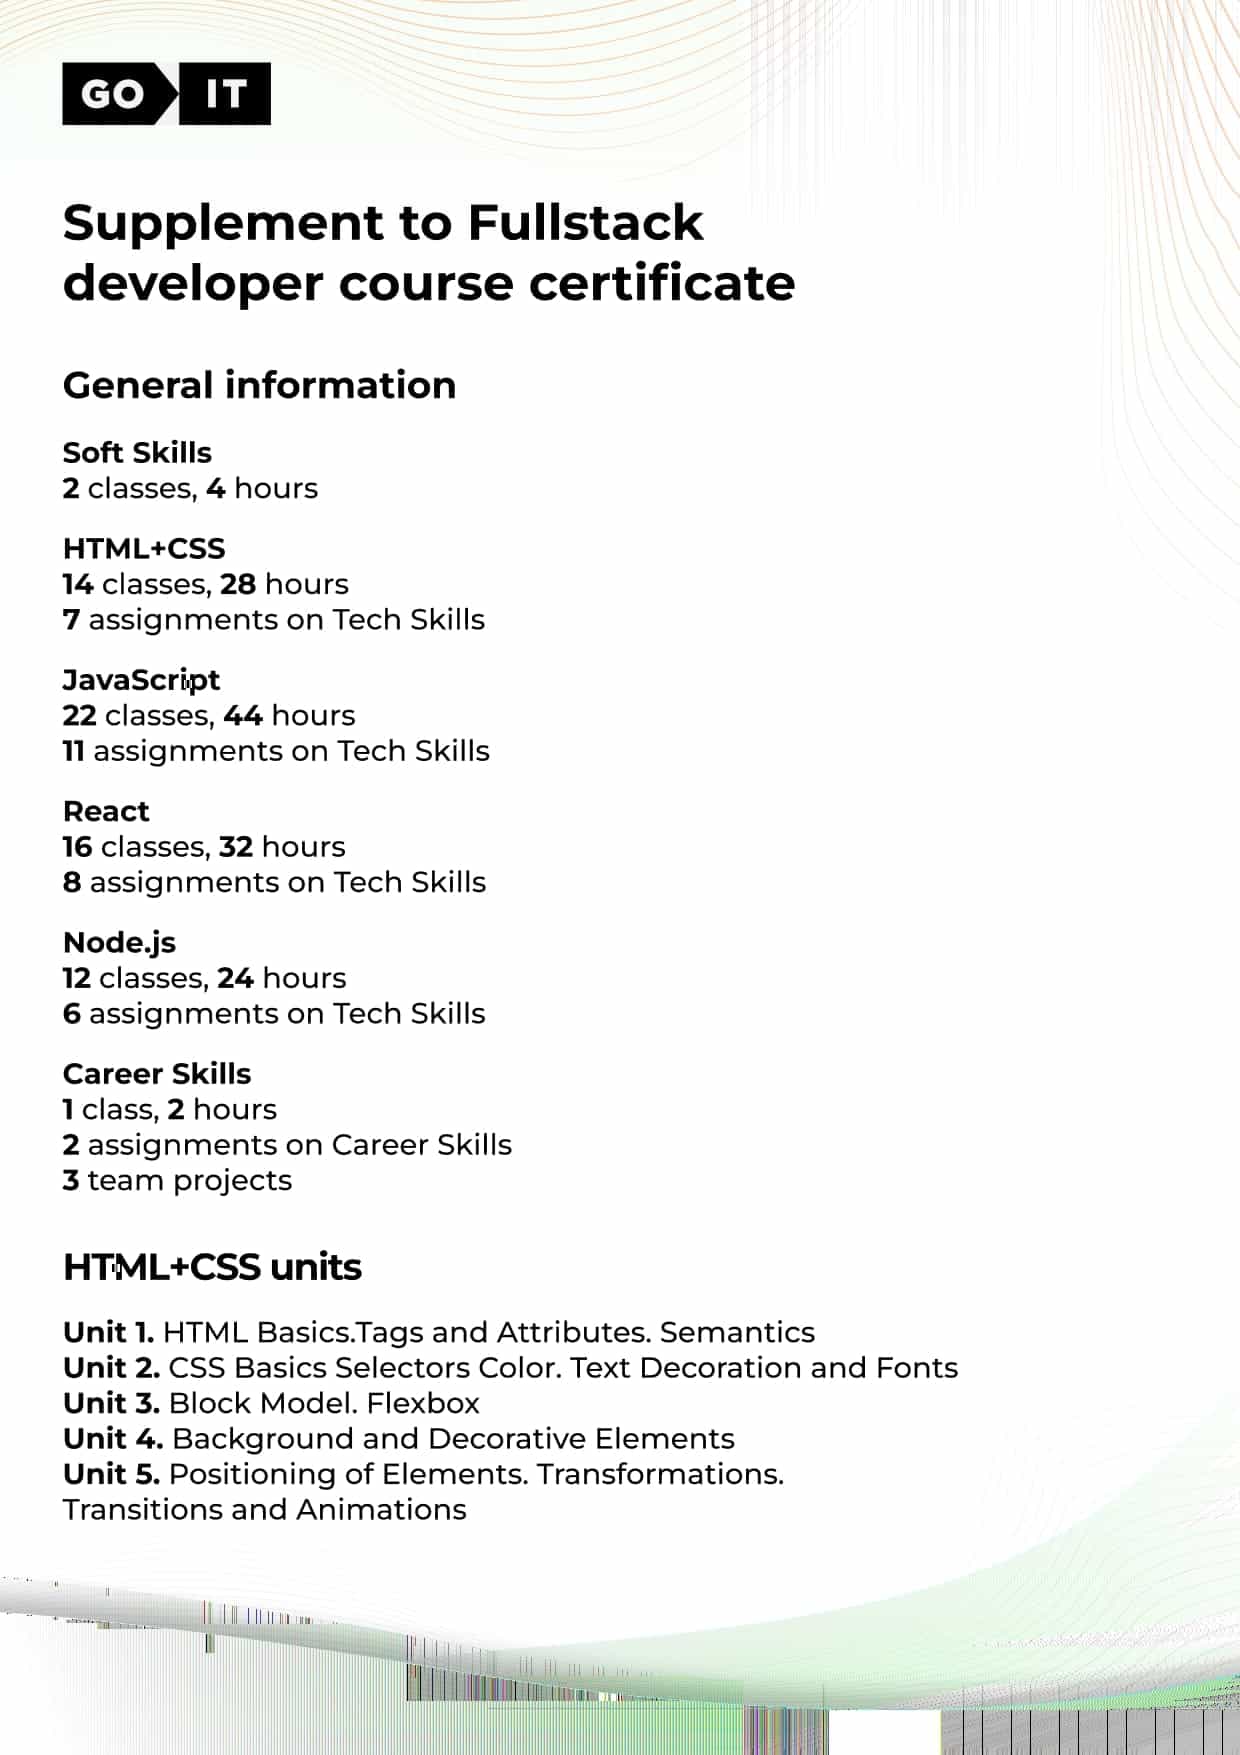 GO IT
Supplement to Fullstack
developer course certificate
General information
Soft Skills
2 classes, 4 hours
HTML+CSS
14 classes, 28 hours
7 assignments on Tech Skills
JavaScript
22 classes, 44 hours
11 assignments on Tech Skills
React
16 classes, 32 hours
8 assignments on Tech Skills
Node.js
12 classes, 24 hours
6 assignments on Tech Skills
Career Skills
1 class, 2 hours
2 assignments on Career Skills
3 team projects
HTML+CSS units
Unit 1. HTML Basics.Tags and Attributes. Semantics
Unit 2. CSS Basics Selectors Color. Text Decoration and Fonts
Unit 3. Block Model. Flexbox
Unit 4. Background and Decorative Elements
Unit 5. Positioning of Elements. Transformations.
Transitions and Animations